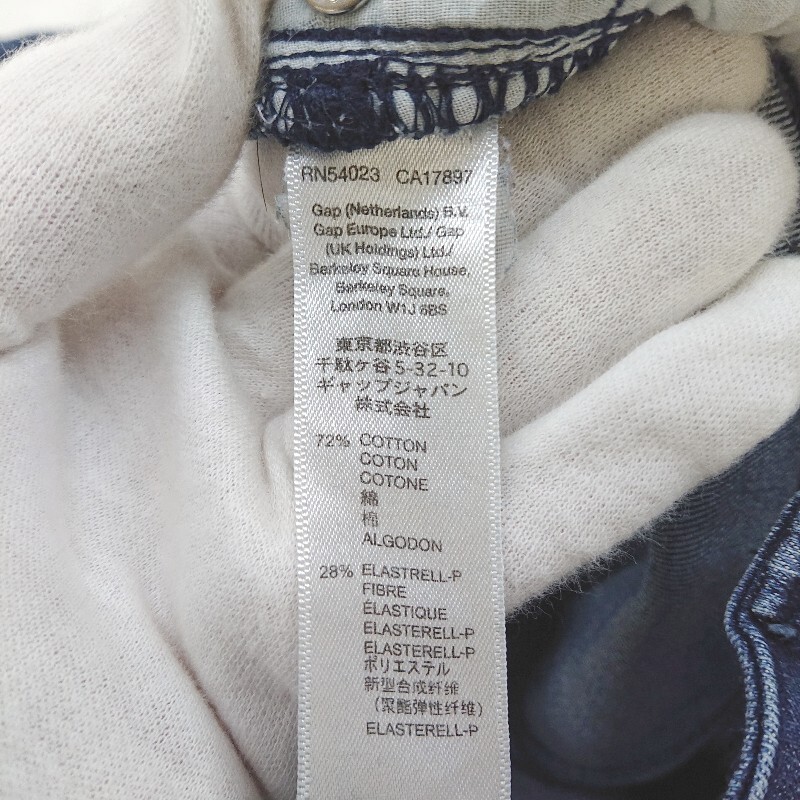 RN54023 CA17897
Gap (Netherlands) B.V.
Gap Europe Ltd./ Gap
(UK Holdings) Ltd./
Berkeley Square House,
Berkeley Square,
London W1J 6BS
東京都渋谷区
千駄ケ谷5-32-10
ギャップジャパン
株式会社
72% COTTON
COTON
COTONE
綿
棉
ALGODON
28% ELASTRELL-P
FIBRE
ÉLASTIQUE
ELASTERELL-P
ELASTERELL-P
ポリエステル
新型合成纤维
(聚酯弹性纤维)
ELASTERELL-P